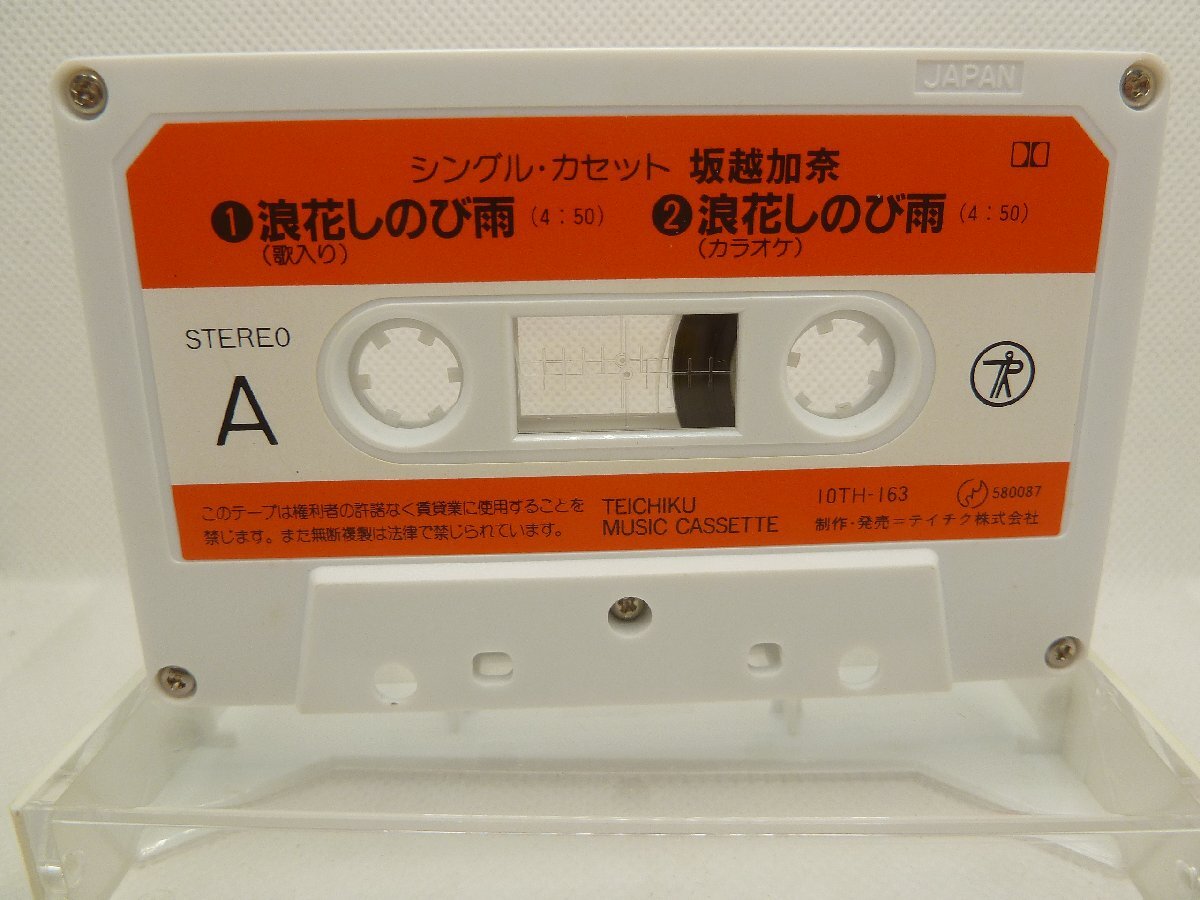 JAPAN
シングル・カセット 坂越加奈
❶浪花しのび雨(4:50) ❷浪花しのび雨(4:50)
(歌入り) (カラオケ)
STEREO
A
このテープは権利者の許諾なく賃貸業に使用することを
禁じます。また無断複製は法律で禁じられています。
TEICHIKU
MUSIC CASSETTE
10TH-163 580087
制作・発売=テイチク株式会社